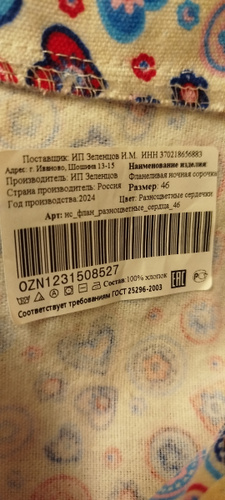 Поставщик: ИП Зеленцов И.М. ИНН 370218656883
Адрес: г. Иваново, Шошина 13-15
Наименование изделия:
Производитель: ИП Зеленцов
Фланелевая ночная сорочка
Страна производства: Россия
Размер: 46
Год производства:2024
Цвет: Разноцветные сердечки
Арт: нс_флан_разноцветные_сердца_46
OZN1231508527
Состав 100% хлопок
EAC
Соответствует требованиям ГОСТ 25296-2003